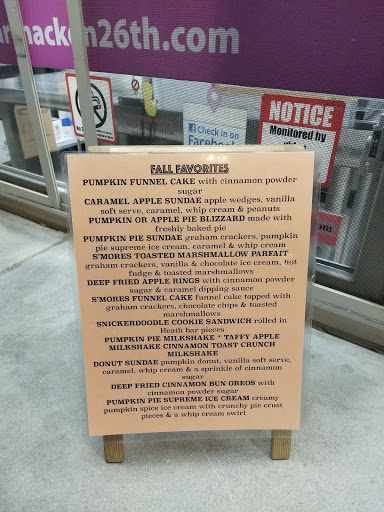 ackon26th.com
Check in on
Facebook
NOTICE
Monitored by
FALL FAVORITES
PUMPKIN FUNNEL CAKE with cinnamon powder
sugar
CARAMEL APPLE SUNDAE apple wedges, vanilla
soft serve, caramel, whip cream & peanuts
PUMPKIN OR APPLE PIE BLIZZARD made with
freshly baked pie
PUMPKIN PIE SUNDAE graham crackers, pumpkin
pie supreme ice cream, caramel & whip cream
S'MORES TOASTED MARSHMALLOW PARFAIT
graham crackers, vanilla & chocolate ice cream, hot
fudge & toasted marshmallows
DEEP FRIED APPLE RINGS with cinnamon powder
sugar & caramel dipping sauce
S'MORES FUNNEL CAKE funnel cake topped with
graham crackers, chocolate chips & toasted
marshmallows
SNICKERDOODLE COOKIE SANDWICH rolled in
Heath bar pieces
PUMPKIN PIE MILKSHAKE * TAFFY APPLE
MILKSHAKE CINNAMON TOAST CRUNCH
MILKSHAKE
DONUT SUNDAE pumpkin donut, vanilla soft serve,
caramel, whip cream & a sprinkle of cinnamon
sugar
DEEP FRIED CINNAMON BUN OREOS with
cinnamon powder sugar
PUMPKIN PIE SUPREME ICE CREAM creamy
pumpkin spice ice cream with crunchy pie crust
pieces & a whip cream swirl